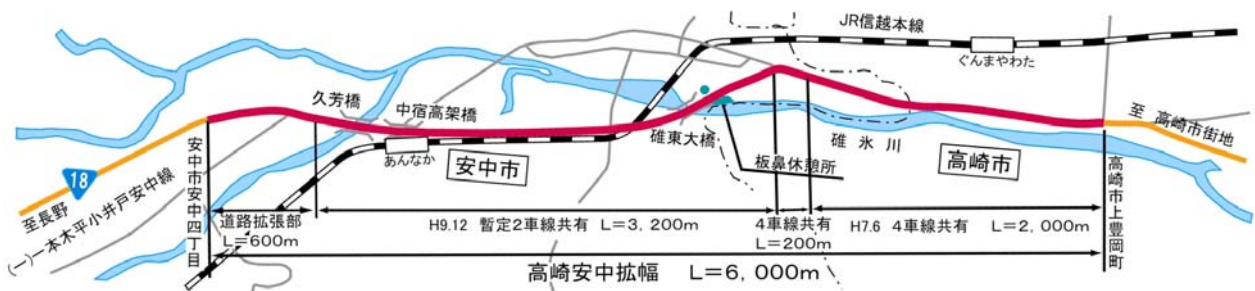 JR信越本線
ぐんまやわた
久芳橋
中宿高架橋
碓東大橋
碓氷川
至 高崎市街地
あんなか
安中市
板鼻休憩所
高崎市
18
至長野
(一)一本木平小井戸安中線
安中市安中四丁目
高崎市上豊岡町
道路拡張部
L=600m
H9.12 暫定2車線共有 L=3,200m
4車線共有
L=200m
H7.6 4車線共有 L=2,000m
高崎安中拡幅 L=6,000m